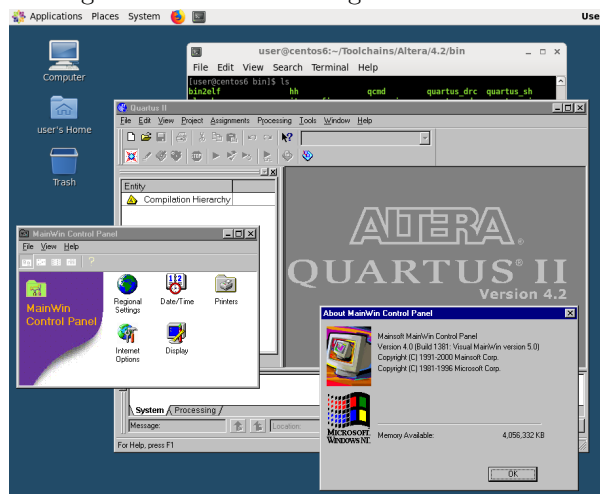 Applications Places System
Use
Computer
user's Home
Trash
user@centos6:~/Toolchains/Altera/4.2/bin
File Edit View Search Terminal Help
[user@centos6 bin]$ ls
bin2elf hh qcmd quartus_drc quartus_sh
Quartus II
File Edit View Project Assignments Processing Tools Window Help
Entity
Compilation Hierarchy
ALTERA
QUARTUS® II
Version 4.2
MainWin Control Panel
File View Help
MainWin
Control Panel
Regional
Settings
Date/Time
Printers
Internet
Options
Display
About MainWin Control Panel
Mainsoft MainWin Control Panel
Version 4.0 (Build 1381: Visual MainWin version 5.0)
Copyright (C) 1991-2000 Mainsoft Corp.
Copyright (C) 1981-1996 Microsoft Corp.
MICROSOFT.
WINDOWS NT.
Memory Available: 4,056,332 KB
OK
System Processing
Message:
Location:
For Help, press F1